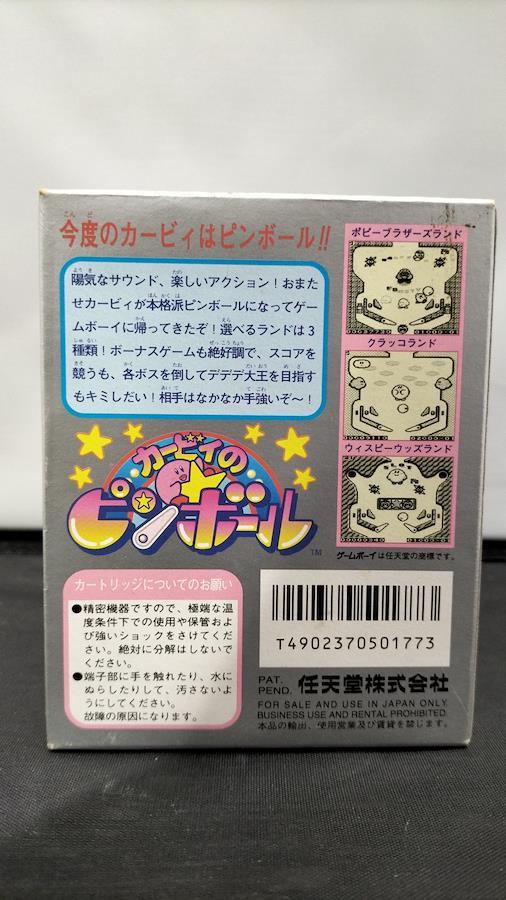 今度のカービィはピンボール!!
陽気なサウンド、楽しいアクション!おまた
せカービィが本格派ピンボールになってゲー
ムボーイに帰ってきたぞ!選べるランドは3
種類!ボーナスゲームも絶好調で、スコアを
競うも、各ボスを倒してデデデ大王を目指す
もキミしだい!相手はなかなか手強いぞ〜!
カービィの
ピンボール
TM
ポピーブラザーズランド
クラッコランド
ウィスピーウッズランド
ゲームボーイは任天堂の商標です。
カートリッジについてのお願い
●精密機器ですので、極端な温
度条件下での使用や保管およ
び強いショックをさけてくだ
さい。絶対に分解はしないで
ください。
●端子部に手を触れたり、水に
ぬらしたりして、汚さないよ
うにしてください。
故障の原因になります。
T4902370501773
PAT.
PEND. 任天堂株式会社
FOR SALE AND USE IN JAPAN ONLY.
BUSINESS USE AND RENTAL PROHIBITED.
本品の輸出、使用営業及び賃貸を禁じます。